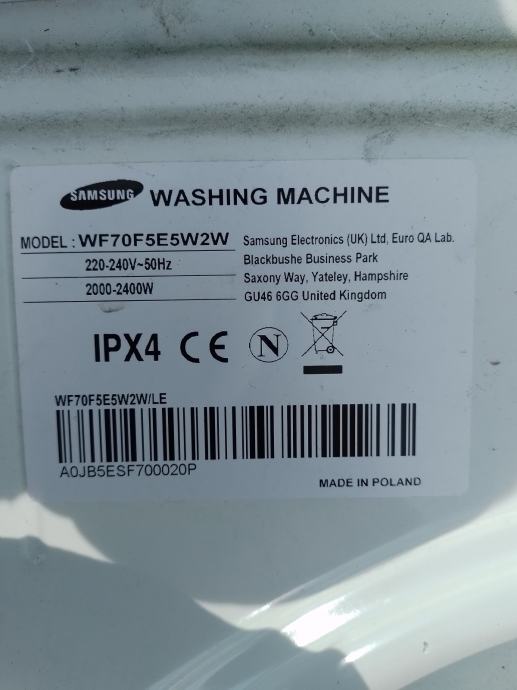 SAMSUNG WASHING MACHINE
MODEL : WF70F5E5W2W
220-240V~50Hz
2000-2400W
Samsung Electronics (UK) Ltd, Euro QA Lab.
Blackbushe Business Park
Saxony Way, Yateley, Hampshire
GU46 6GG United Kingdom
IPX4 CE N
WF70F5E5W2W/LE
A0JB5ESF700020P
MADE IN POLAND